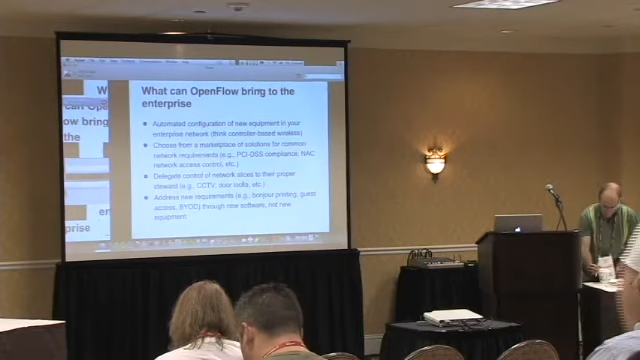 What can OpenFlow bring to the
enterprise
Automated configuration of new equipment in your
enterprise network (think controller-based wireless)
Choose from a marketplace of solutions for common
network requirements (e.g., PCI-DSS compliance, NAC
network access control, etc.)
Delegate control of network slices to their proper
steward (e.g., CCTV, door locks, etc.)
Address new requirements (e.g., bonjour printing, guest
access, BYOD) through new software, not new
equipment